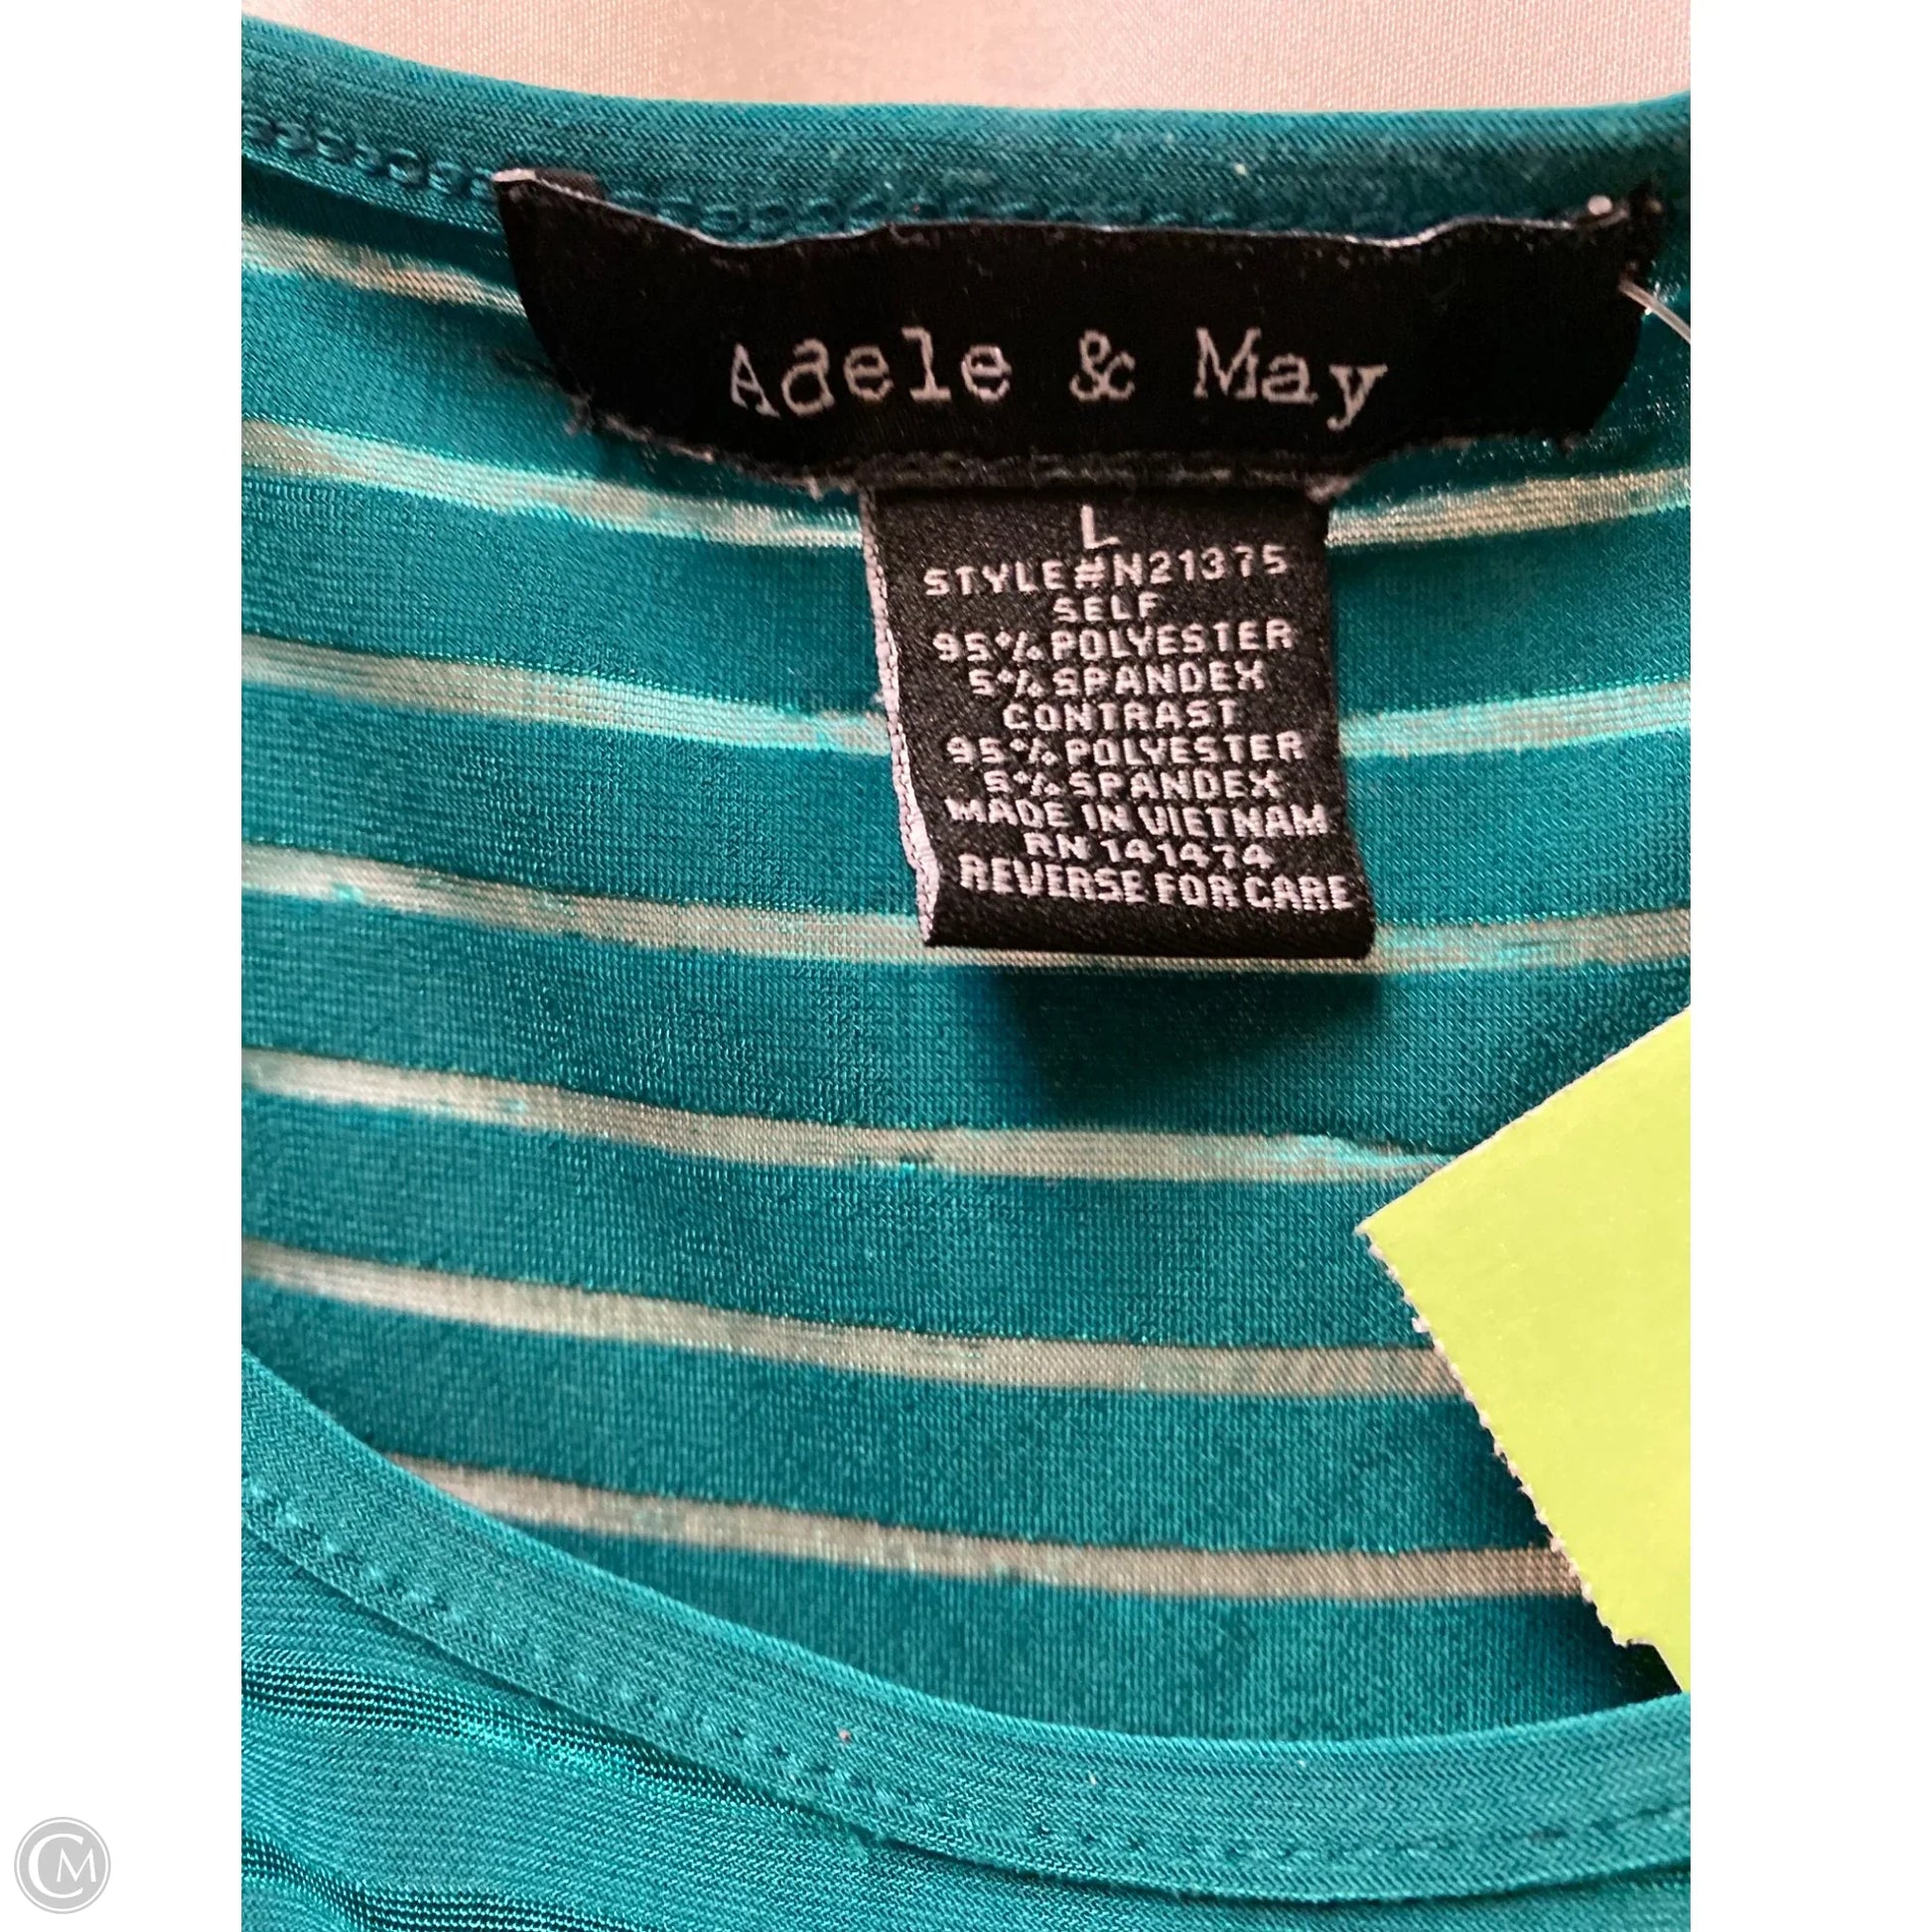 Adele & May
L
STYLE#N21375
SELF
95% POLYESTER
5% SPANDEX
CONTRAST
95% POLYESTER
5% SPANDEX
MADE IN VIETNAM
RN 141474
REVERSE FOR CARE
CM